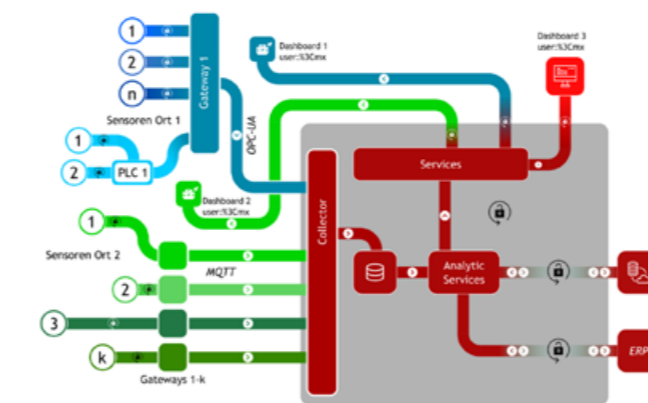 1
2
n
Sensoren Ort 1
Gateway 1
1
2
PLC 1
OPC-UA
Dashboard 1
user:%3Cmx
Dashboard 2
user:%3Cmx
Dashboard 3
user:%3Cmx
Services
Collector
Analytic
Services
ERP
1
Sensoren Ort 2
MQTT
2
3
k
Gateways 1-k